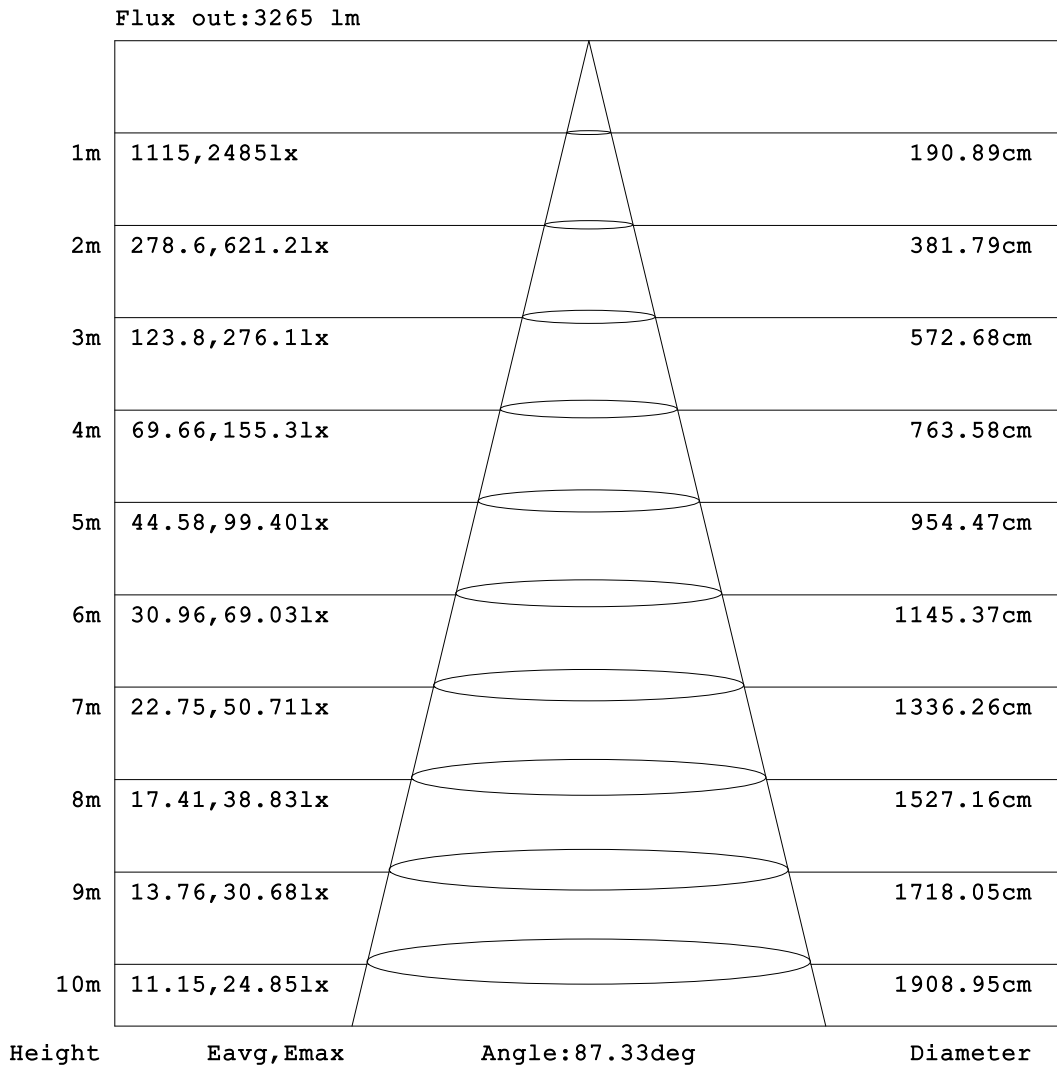 Flux out:3265 lm
1m 1115,2485lx 190.89cm
2m 278.6,621.2lx 381.79cm
3m 123.8,276.1lx 572.68cm
4m 69.66,155.3lx 763.58cm
5m 44.58,99.40lx 954.47cm
6m 30.96,69.03lx 1145.37cm
7m 22.75,50.71lx 1336.26cm
8m 17.41,38.83lx 1527.16cm
9m 13.76,30.68lx 1718.05cm
10m 11.15,24.85lx 1908.95cm
Height Eavg,Emax Angle:87.33deg Diameter